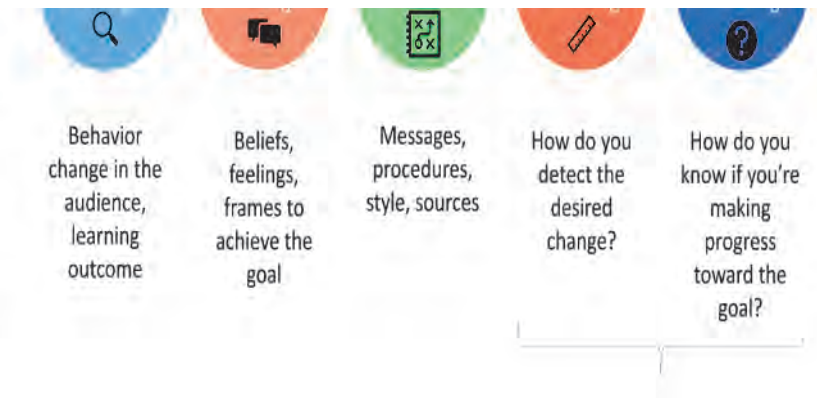 Behavior
change in the
audience,
learning
outcome
Beliefs,
feelings,
frames to
achieve the
goal
Messages,
procedures,
style, sources
How do you
detect the
desired
change?
How do you
know if you're
making
progress
toward the
goal?